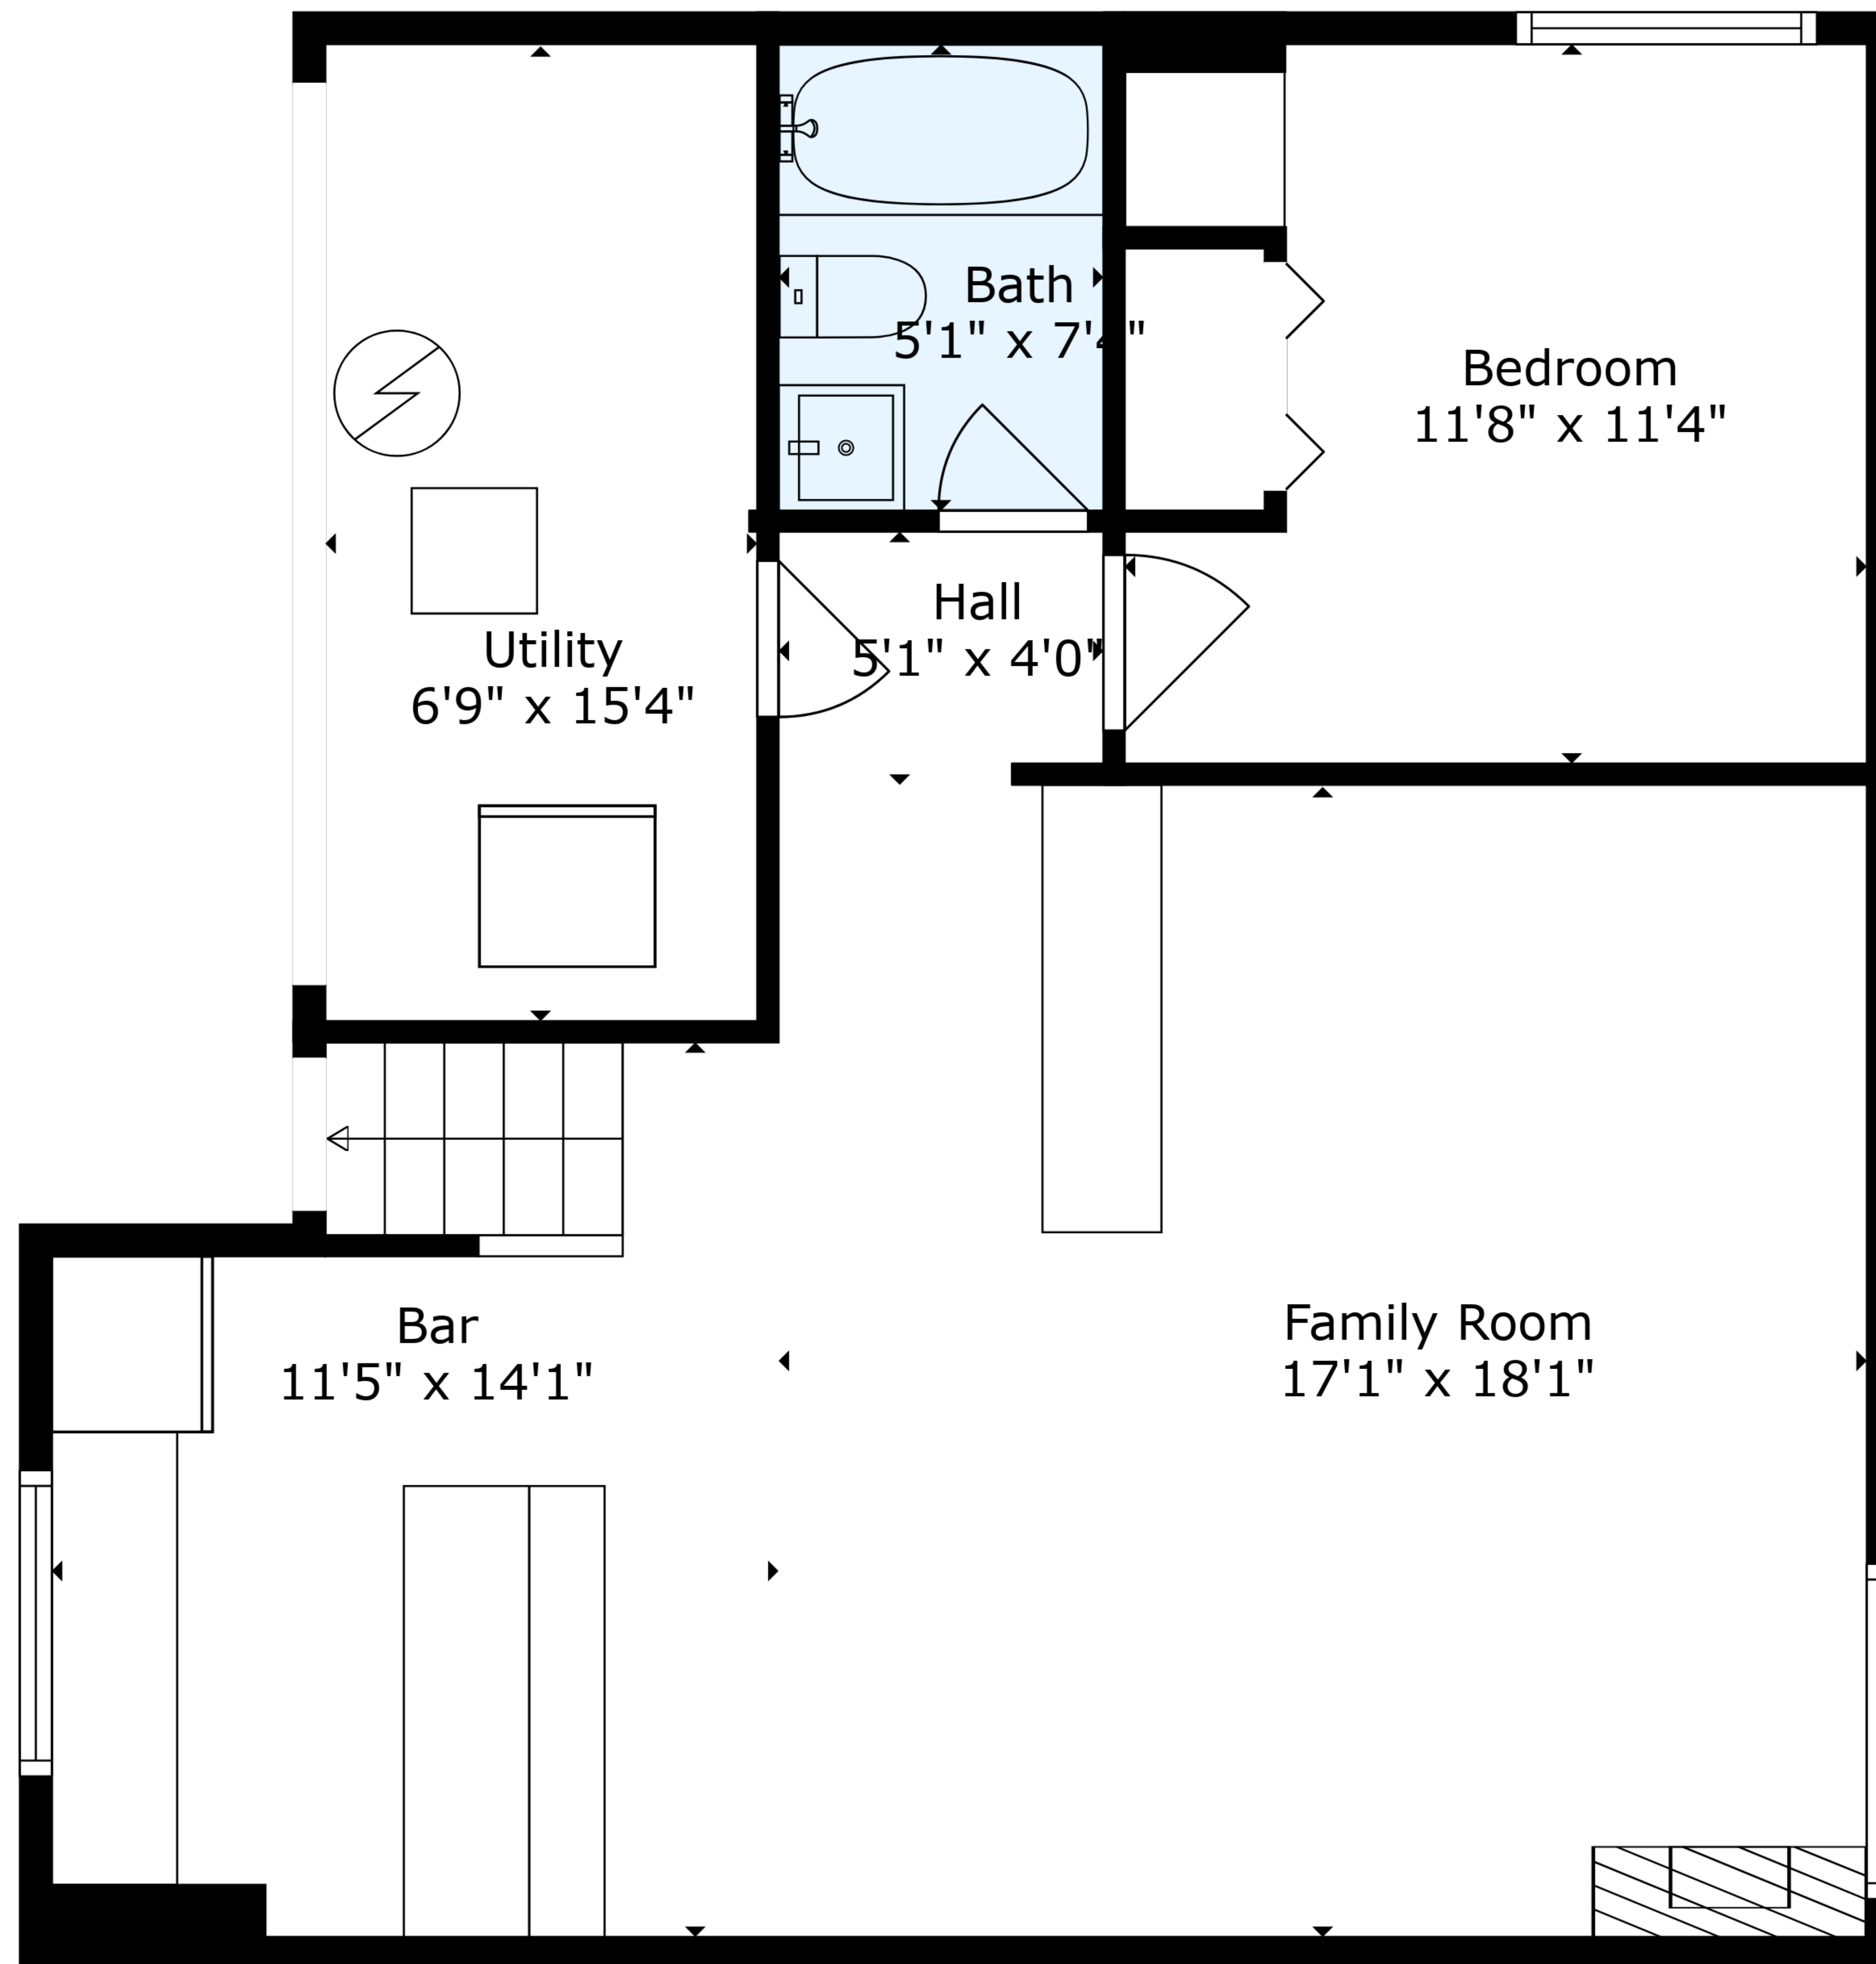 Bath
5'1" x 7'4"
Bedroom
11'8" x 11'4"
Hall
5'1" x 4'0"
Utility
6'9" x 15'4"
Bar
11'5" x 14'1"
Family Room
17'1" x 18'1"